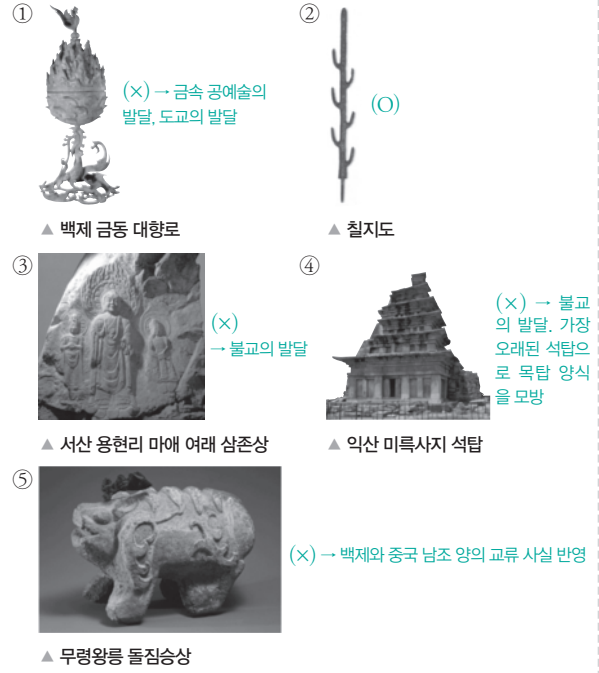 ①
(×) → 금속 공예술의
발달, 도교의 발달
▲ 백제 금동 대향로
②
(○)
▲ 칠지도
③
(×)
→ 불교의 발달
▲ 서산 용현리 마애 여래 삼존상
④
(×) → 불교
의 발달. 가장
오래된 석탑으
로 목탑 양식
을 모방
▲ 익산 미륵사지 석탑
⑤
(×) → 백제와 중국 남조 양의 교류 사실 반영
▲ 무령왕릉 돌짐승상